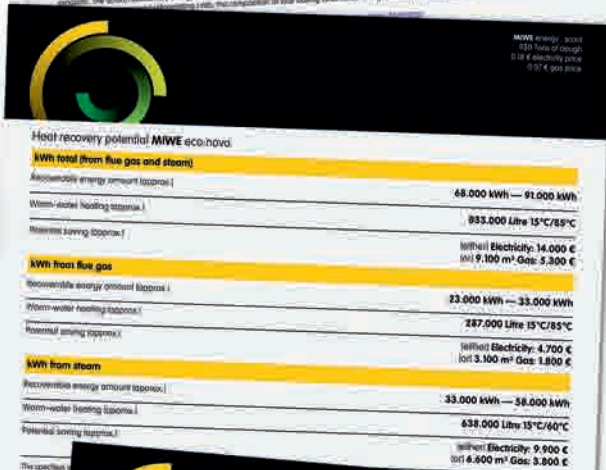 MIWE energy scout
930 Tons of dough
0.18 € electricity price
0.07 € gas price
Heat recovery potential MIWE eco:nova
kWh total (from flue gas and steam)
Recoverable energy amount (approx.)
68.000 kWh — 91.000 kWh
Warm-water heating (approx.)
833.000 Litre 15°C/65°C
Potential saving (approx.)
(either) Electricity: 14.000 €
(or) 9.100 m³ Gas: 5.300 €
kWh from flue gas
Recoverable energy amount (approx.)
23.000 kWh — 33.000 kWh
Warm-water heating (approx.)
287.000 Litre 15°C/85°C
Potential saving (approx.)
(either) Electricity: 4.700 €
(or) 3.100 m³ Gas: 1.800 €
kWh from steam
Recoverable energy amount (approx.)
33.000 kWh — 58.000 kWh
Warm-water heating (approx.)
638.000 Litre 15°C/60°C
Potential saving (approx.)
(either) Electricity: 9.900 €
(or) 6.600 m³ Gas: 3.800 €
The